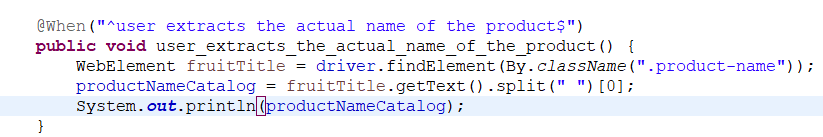 @When("^user extracts the actual name of the product$")
public void user_extracts_the_actual_name_of_the_product() {
WebElement fruitTitle = driver.findElement(By.className(".product-name"));
productNameCatalog = fruitTitle.getText().split(" ")[0];
System.out.println(productNameCatalog);
}